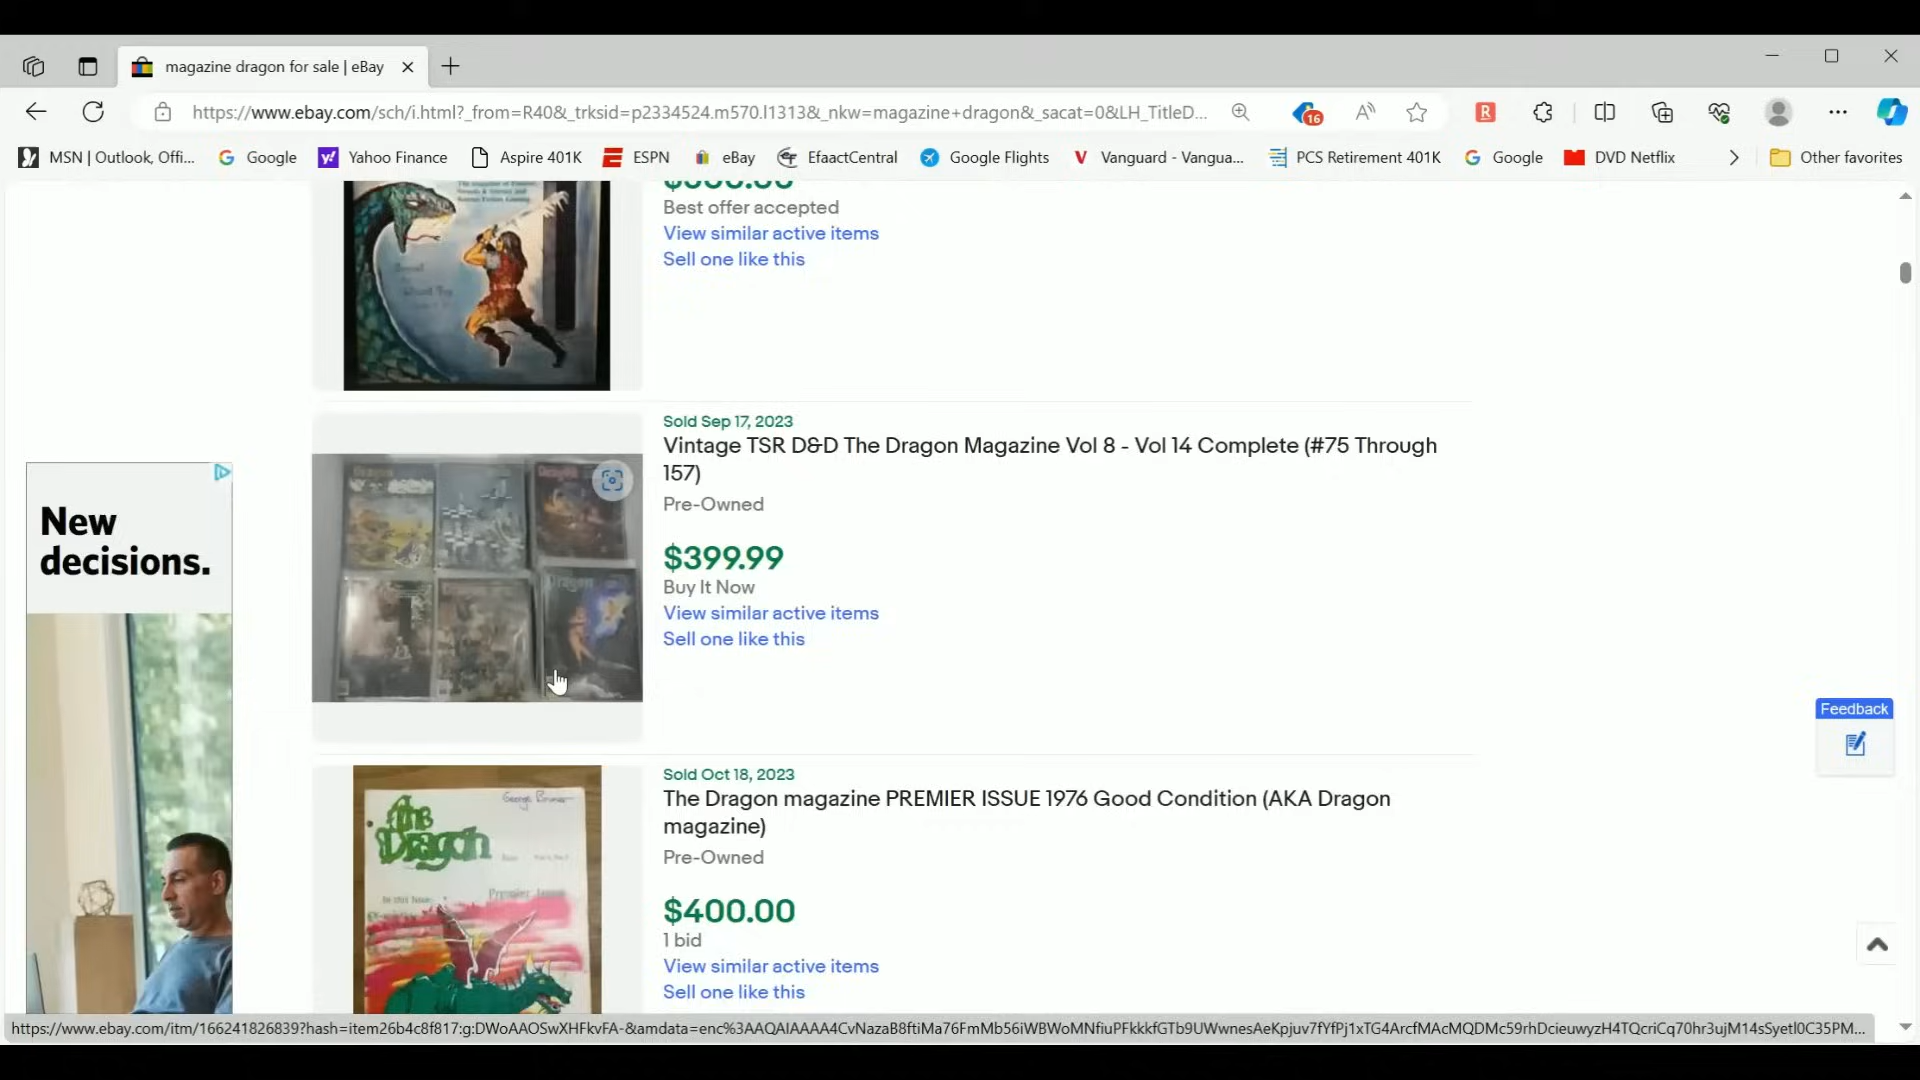 magazine dragon for sale | eBay
https://www.ebay.com/sch/i.html?_from=R40&_trksid=p2334524.m570.l1313&_nkw=magazine+dragon&_sacat=0&LH_TitleD...
16
MSN | Outlook, Offi...
Google
Yahoo Finance
Aspire 401K
ESPN
eBay
EfaactCentral
Google Flights
Vanguard - Vangua...
PCS Retirement 401K
Google
DVD Netflix
Other favorites
Best offer accepted
View similar active items
Sell one like this
Sold Sep 17, 2023
Vintage TSR D&D The Dragon Magazine Vol 8 - Vol 14 Complete (#75 Through
157)
Pre-Owned
$399.99
Buy It Now
View similar active items
Sell one like this
New
decisions.
Feedback
Sold Oct 18, 2023
The Dragon magazine PREMIER ISSUE 1976 Good Condition (AKA Dragon
magazine)
Pre-Owned
$400.00
1 bid
View similar active items
Sell one like this
the
Dragon
Premier Issue
In this Issue